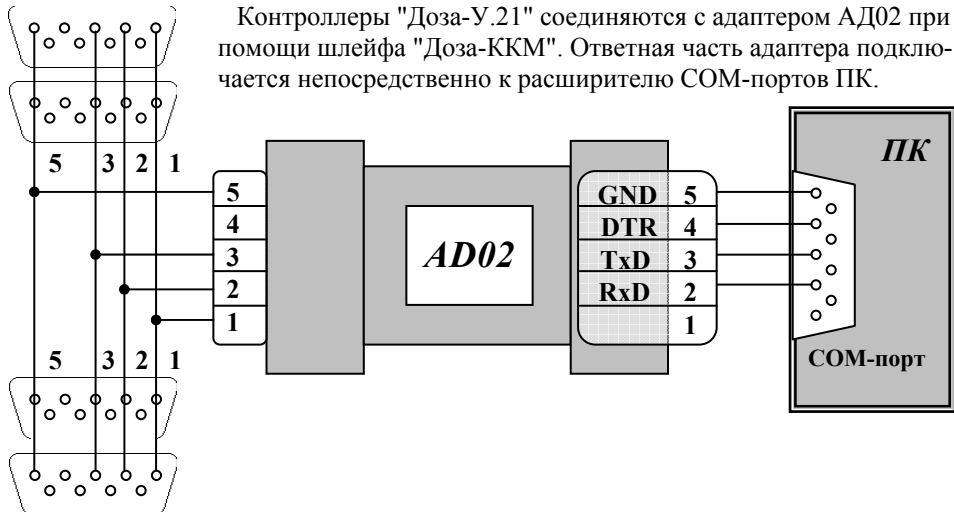 Контроллеры "Доза-У.21" соединяются с адаптером АД02 при
помощи шлейфа "Доза-ККМ". Ответная часть адаптера подклю-
чается непосредственно к расширителю COM-портов ПК.
5 3 2 1
5
4
3
2
1
AD02
GND 5
DTR 4
TxD 3
RxD 2
1
ПК
COM-порт
5 3 2 1